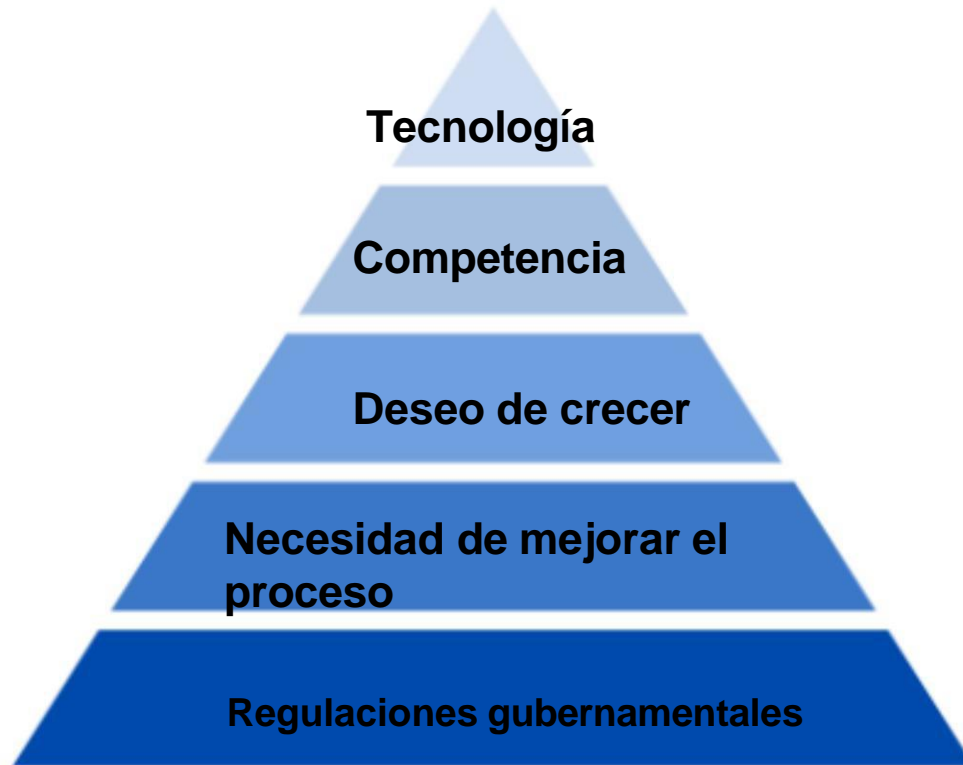 Tecnología
Competencia
Deseo de crecer
Necesidad de mejorar el
proceso
Regulaciones gubernamentales